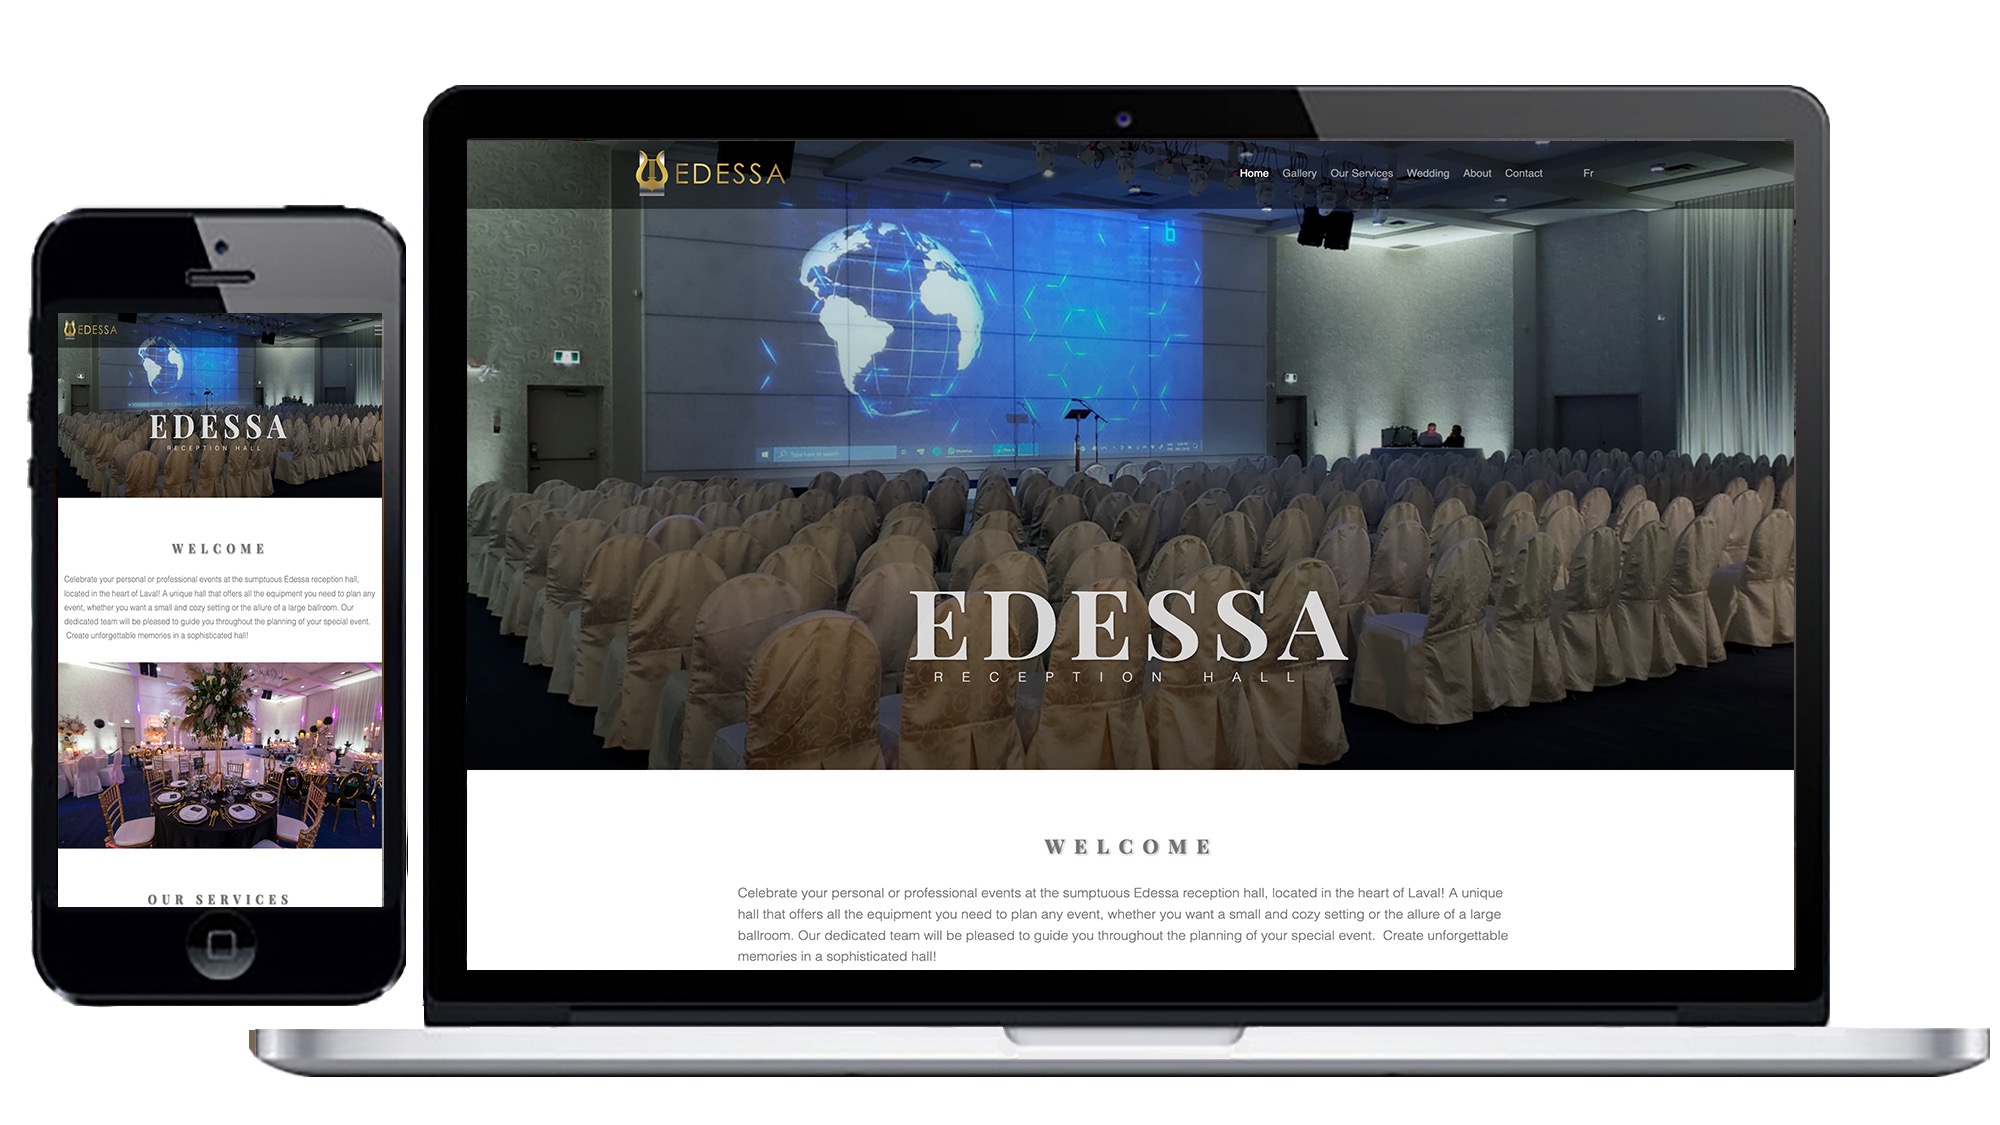 EDESSA
EDESSA
RECEPTION HALL
WELCOME
Celebrate your personal or professional events at the sumptuous Edessa reception hall,
located in the heart of Laval! A unique hall that offers all the equipment you need to plan any
event, whether you want a small and cozy setting or the allure of a large ballroom. Our
dedicated team will be pleased to guide you throughout the planning of your special event.
Create unforgettable memories in a sophisticated hall!
OUR SERVICES
EDESSA
Home Gallery Our Services Wedding About Contact Fr
Type here to search
EDESSA
RECEPTION HALL
WELCOME
Celebrate your personal or professional events at the sumptuous Edessa reception hall, located in the heart of Laval! A unique
hall that offers all the equipment you need to plan any event, whether you want a small and cozy setting or the allure of a large
ballroom. Our dedicated team will be pleased to guide you throughout the planning of your special event.  Create unforgettable
memories in a sophisticated hall!